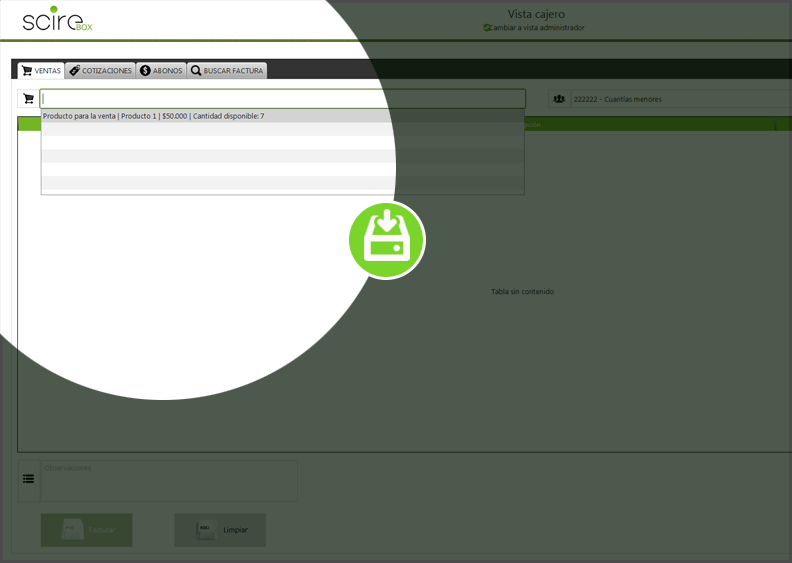 scire BOX
Vista cajero
Cambiar a vista administrador
VENTAS
COTIZACIONES
ABONOS
BUSCAR FACTURA
222222 - Cuantías menores
Producto para la venta | Producto 1 | $50.000 | Cantidad disponible: 7
Tabla sin contenido
Observaciones
Facturar
Limpiar